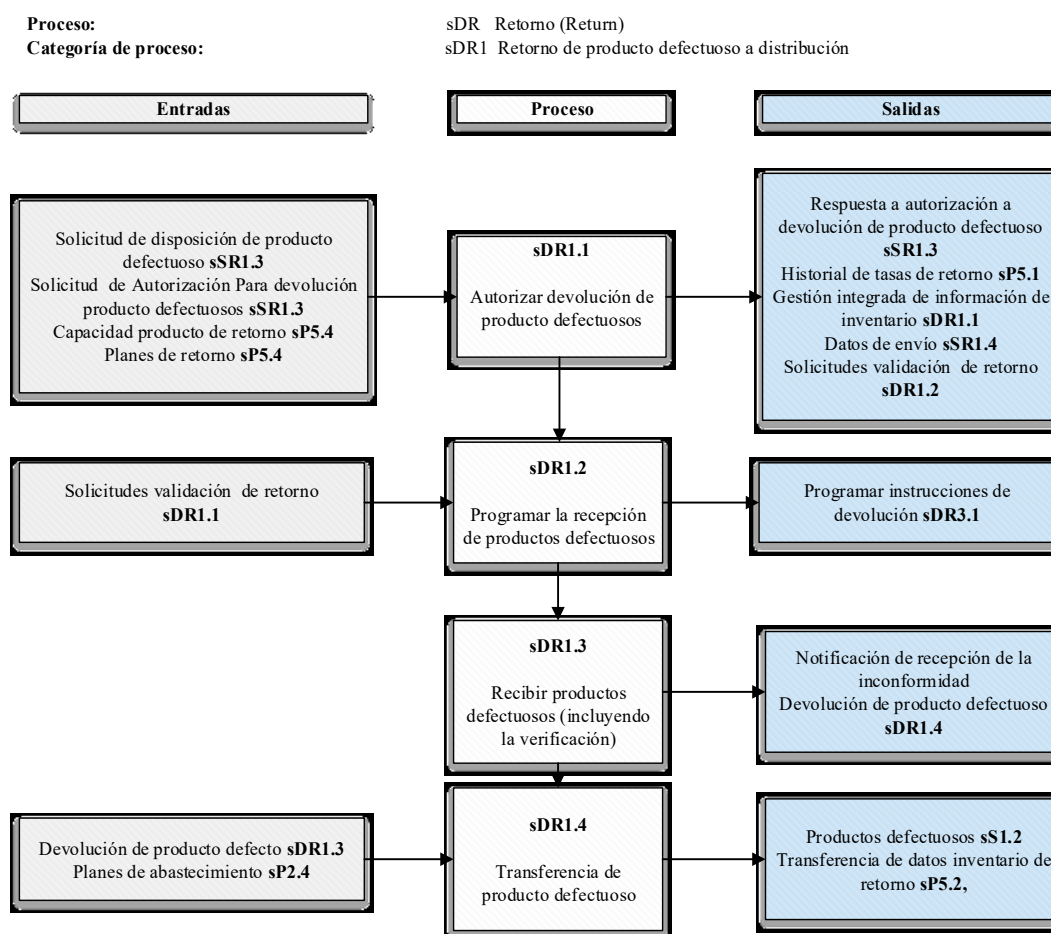 Proceso: sDR Retorno (Return)
Categoría de proceso: sDR1 Retorno de producto defectuoso a distribución
Entradas
Proceso
Salidas
Solicitud de disposición de producto
defectuoso sSR1.3
Solicitud de Autorización Para devolución
producto defectuosos sSR1.3
Capacidad producto de retorno sP5.4
Planes de retorno sP5.4
sDR1.1
Autorizar devolución de
producto defectuosos
Respuesta a autorización a
devolución de producto defectuoso
sSR1.3
Historial de tasas de retorno sP5.1
Gestión integrada de información de
inventario sDR1.1
Datos de envío sSR1.4
Solicitudes validación de retorno
sDR1.2
Solicitudes validación de retorno
sDR1.1
sDR1.2
Programar la recepción
de productos defectuosos
Programar instrucciones de
devolución sDR3.1
sDR1.3
Recibir productos
defectuosos (incluyendo
la verificación)
Notificación de recepción de la
inconformidad
Devolución de producto defectuoso
sDR1.4
Devolución de producto defecto sDR1.3
Planes de abastecimiento sP2.4
sDR1.4
Transferencia de
producto defectuoso
Productos defectuosos sS1.2
Transferencia de datos inventario de
retorno sP5.2,